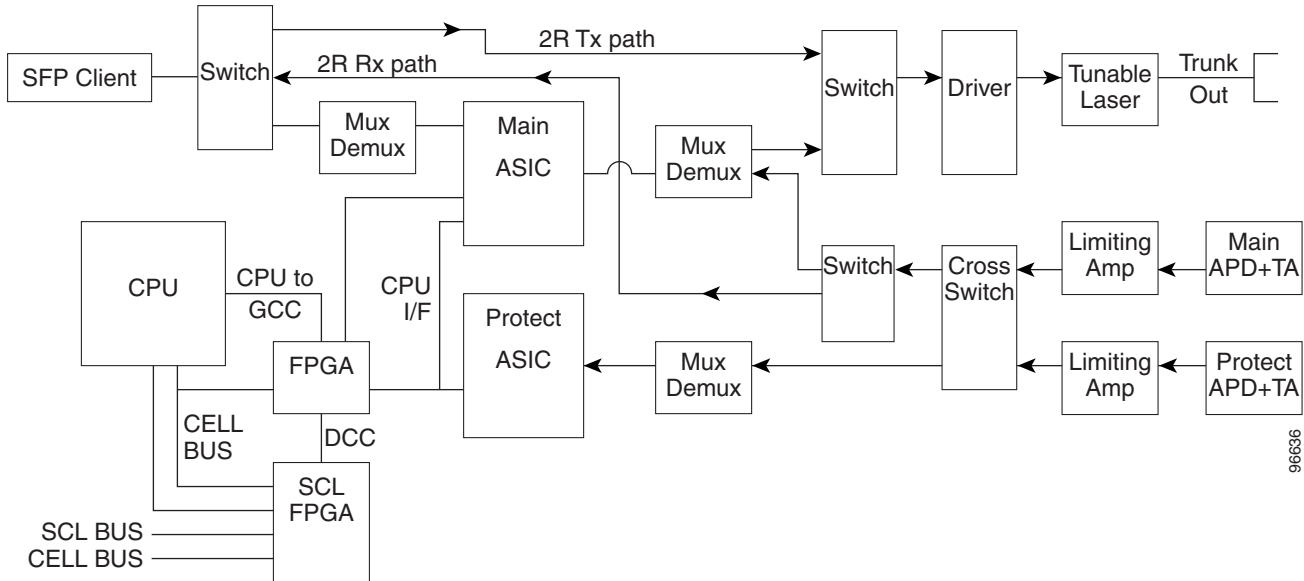 2R Tx path
SFP Client
Switch
2R Rx path
Switch
Driver
Tunable
Laser
Trunk
Out
Mux
Demux
Main
ASIC
Mux
Demux
CPU
CPU to
GCC
CPU
I/F
Switch
Cross
Switch
Limiting
Amp
Main
APD+TA
Protect
ASIC
FPGA
Mux
Demux
Limiting
Amp
Protect
APD+TA
CELL
BUS
DCC
SCL
FPGA
SCL BUS
CELL BUS
96636